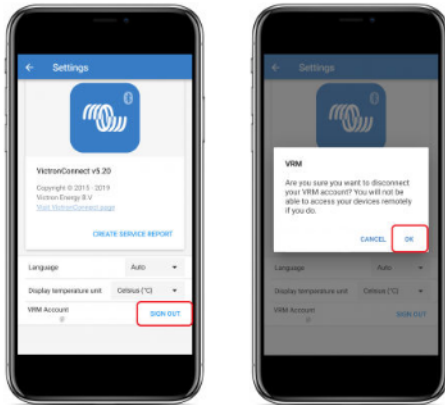 Settings
VictronConnect v5.20
Copyright © 2015 - 2019
Victron Energy B.V
Visit VictronConnect page
CREATE SERVICE REPORT
Language Auto
Display temperature unit Celsius (°C)
VRM Account
SIGN OUT
Settings
VRM
Are you sure you want to disconnect
your VRM account? You will not be
able to access your devices remotely
if you do.
CANCEL OK
Language Auto
Display temperature unit Celsius (°C)
VRM Account
SIGN OUT